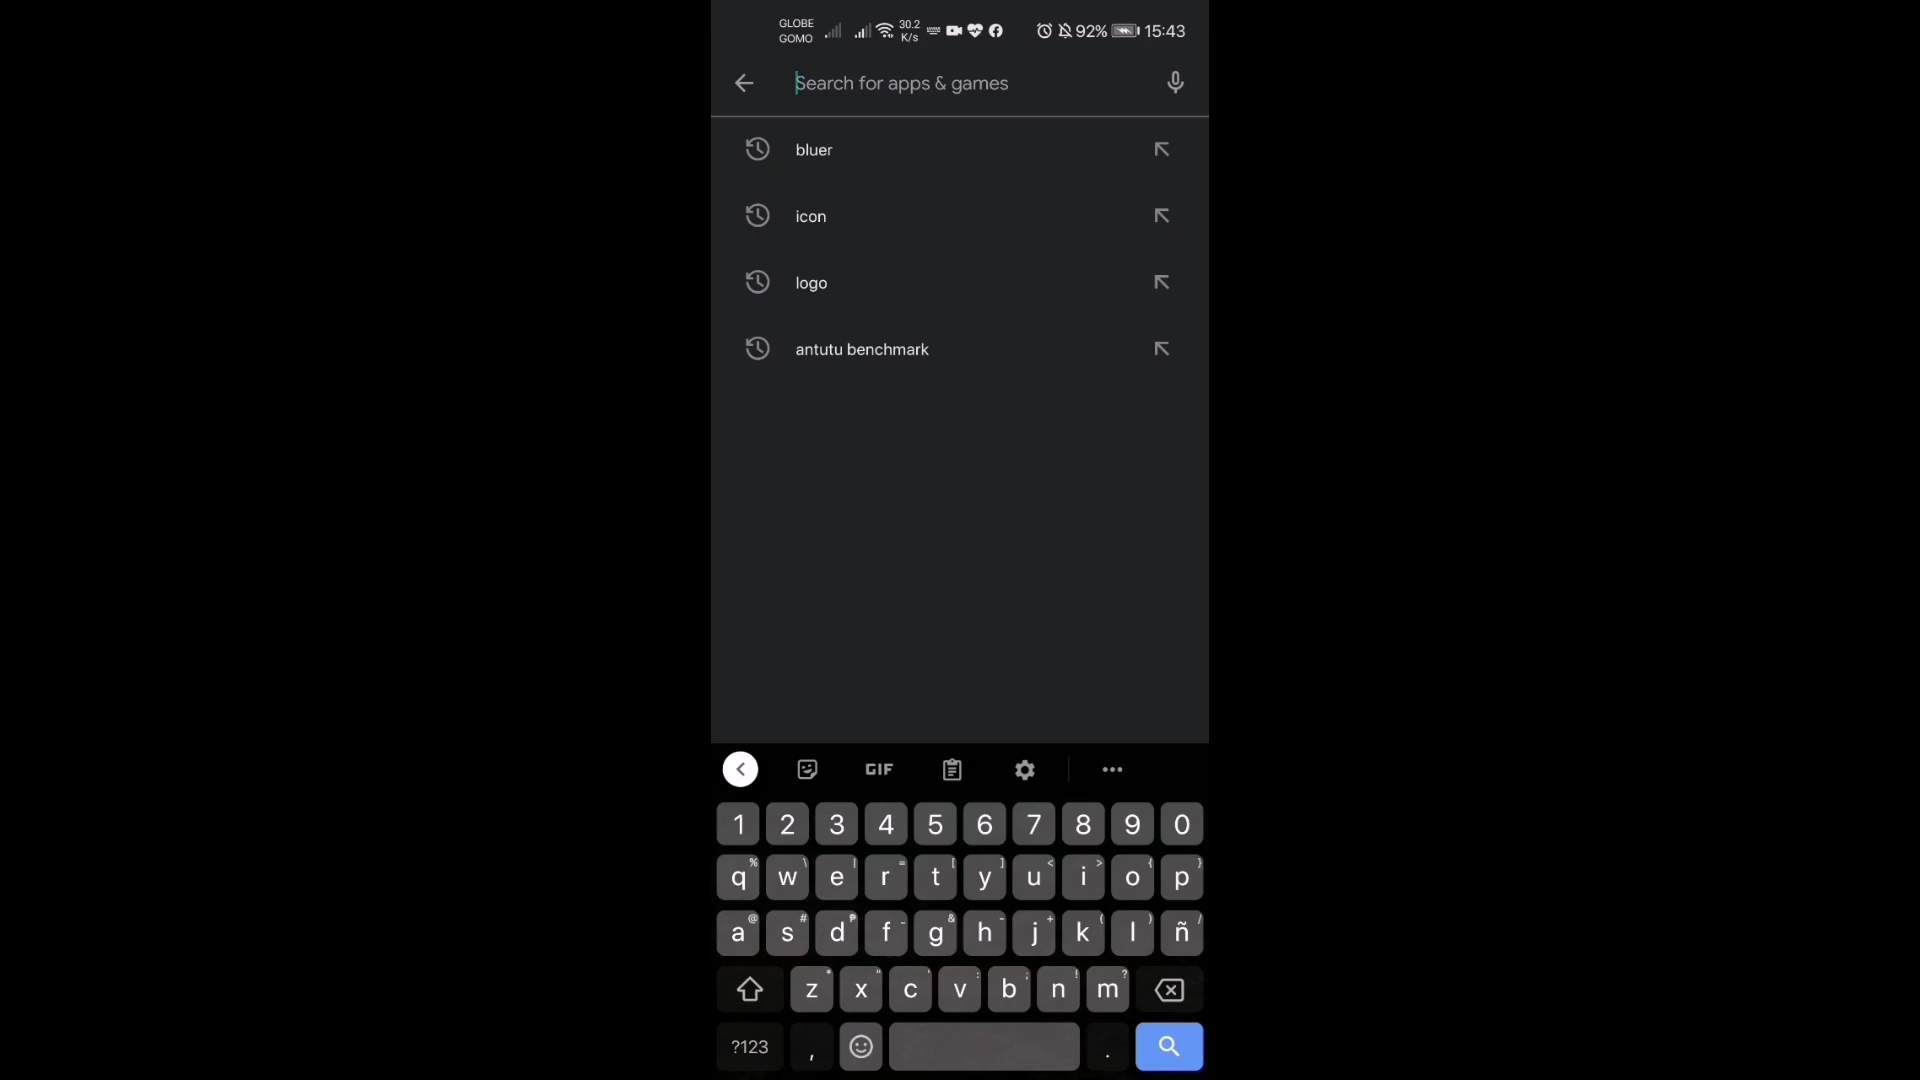 GLOBE
GOMO
30.2
K/s
92% 15:43
Search for apps & games
bluer
icon
logo
antutu benchmark
GIF
1 2 3 4 5 6 7 8 9 0
% \ | = [ ] < > { }
q w e r t y u i o p
@ # ₱ _ & - + ( ) /
a s d f g h j k l ñ
* " ' : ; ! ?
z x c v b n m
?123 , .